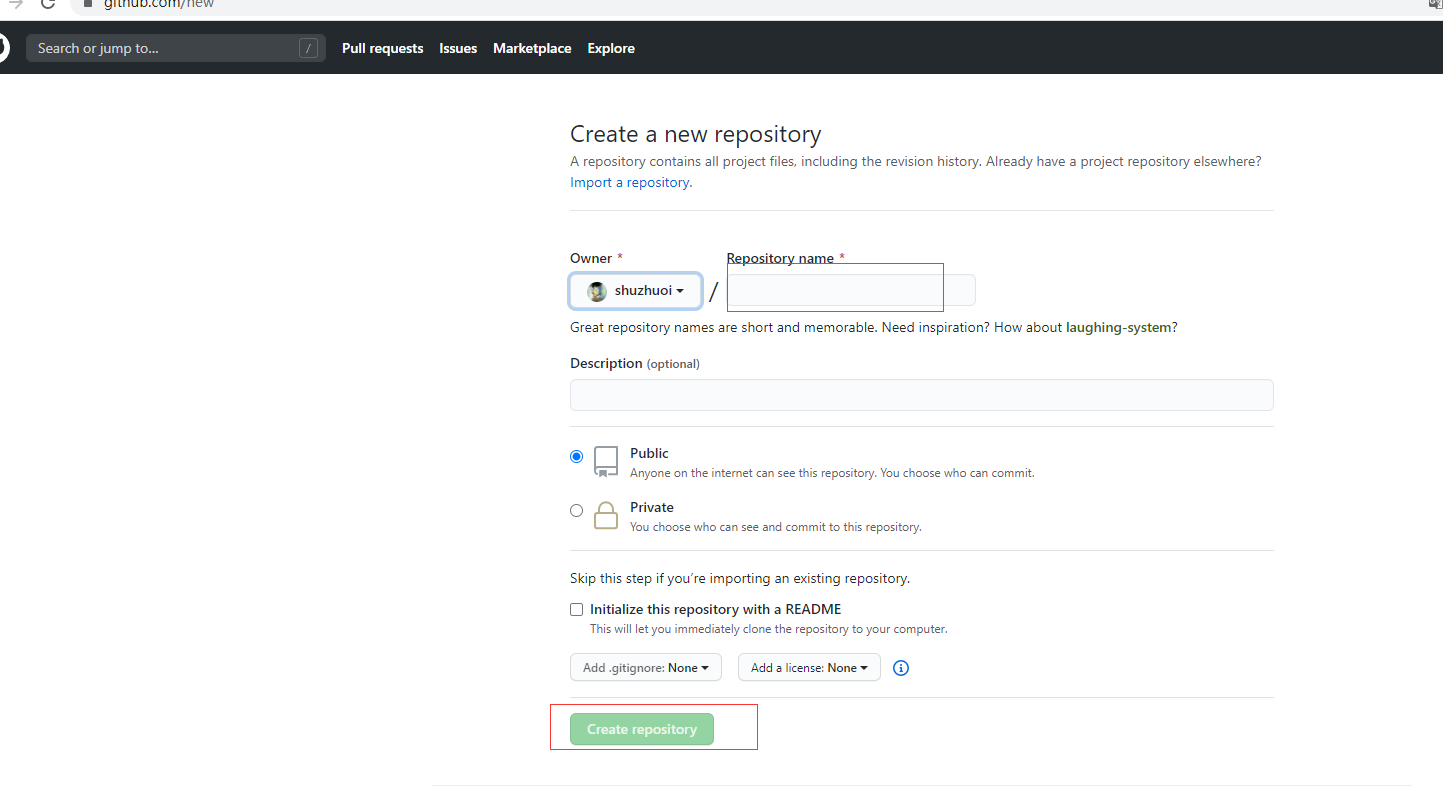 github.com/new
Search or jump to... /
Pull requests Issues Marketplace Explore
Create a new repository
A repository contains all project files, including the revision history. Already have a project repository elsewhere?
Import a repository.
Owner * Repository name *
shuzhuoi /
Great repository names are short and memorable. Need inspiration? How about laughing-system?
Description (optional)
Public
Anyone on the internet can see this repository. You choose who can commit.
Private
You choose who can see and commit to this repository.
Skip this step if you’re importing an existing repository.
Initialize this repository with a README
This will let you immediately clone the repository to your computer.
Add .gitignore: None Add a license: None
Create repository